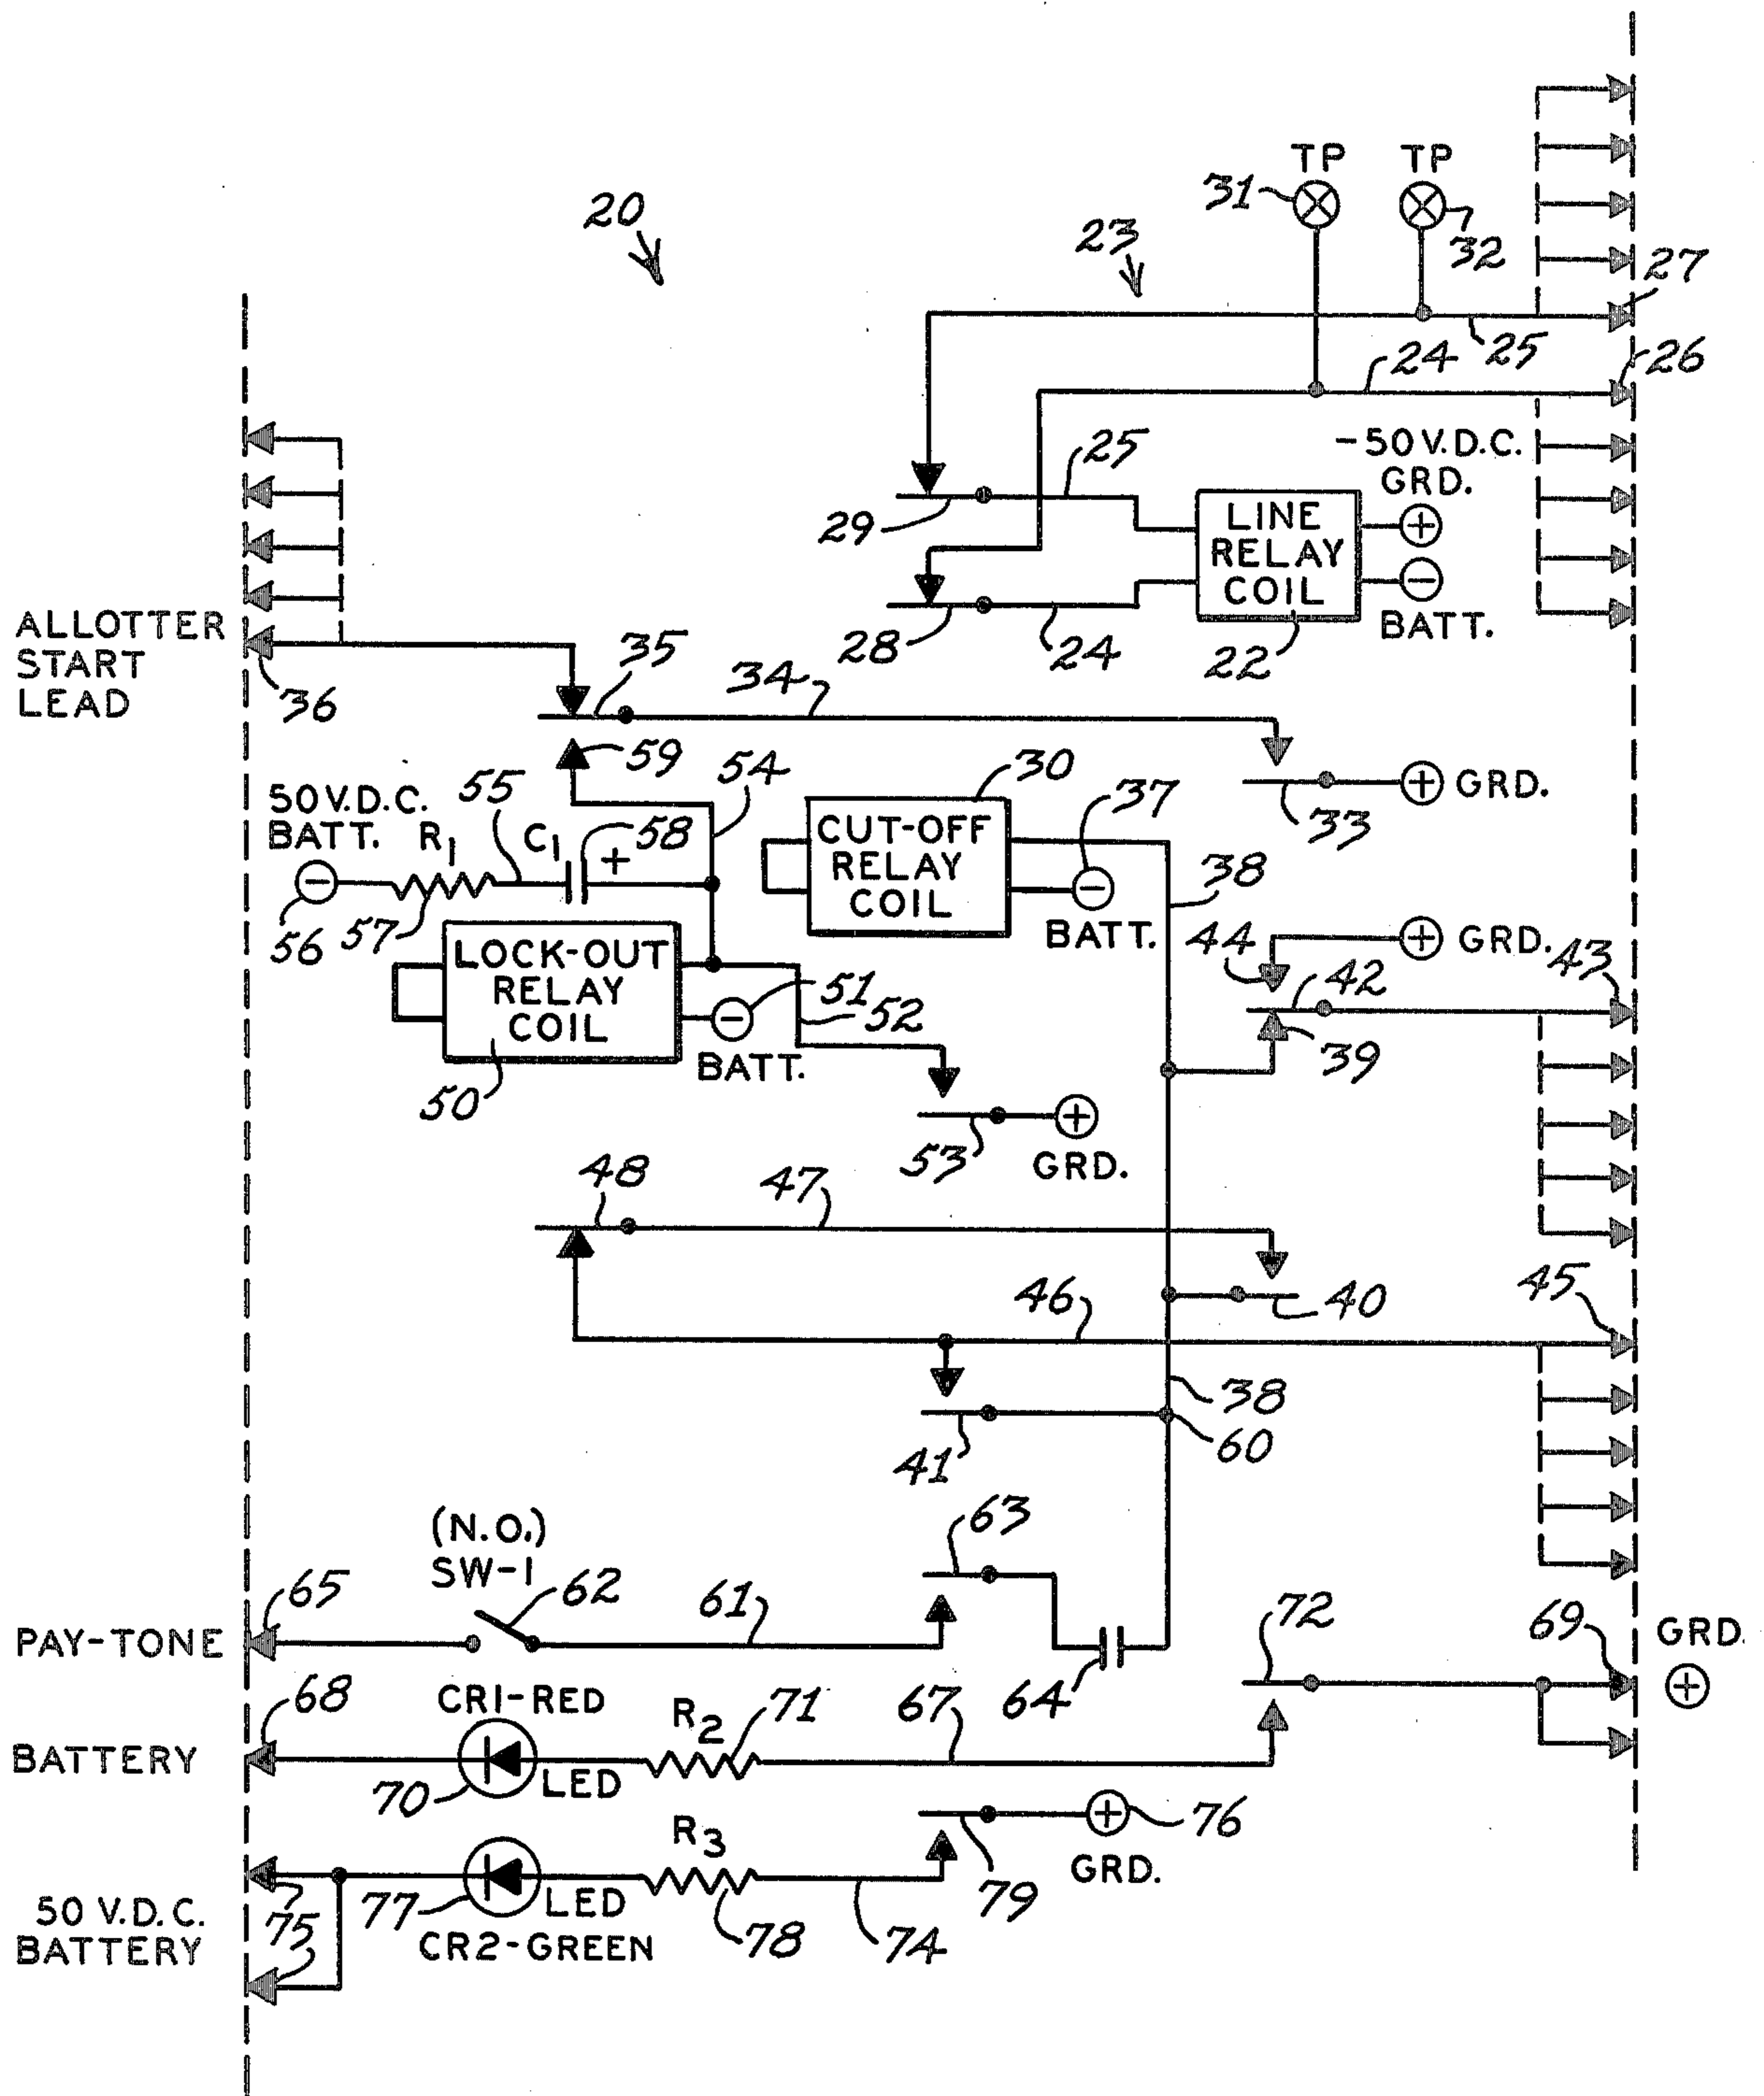 TP TP
31 32
20
23
27
25
24 26
-50 V.D.C.
GRD.
25
29
LINE
RELAY
COIL
BATT.
28 24 22
ALLOTTER
START
LEAD
36
35 34
59
54 30 37
33 GRD.
50 V.D.C.
BATT.
55 R1 C1 + 58
CUT-OFF
RELAY
COIL
BATT.
38
56 57
44 GRD.
42 43
39
LOCK-OUT
RELAY
COIL
51
52
BATT.
50
53 GRD.
48 47
46 40 45
38
41 60
(N.O.)
SW-1
63
65 62 61
PAY-TONE
64
72 69 GRD.
68 CR1-RED R2 71 67
BATTERY
70 LED
76
R3
GRD.
79
50 V.D.C.
BATTERY
75 77 LED 78 74
CR2-GREEN